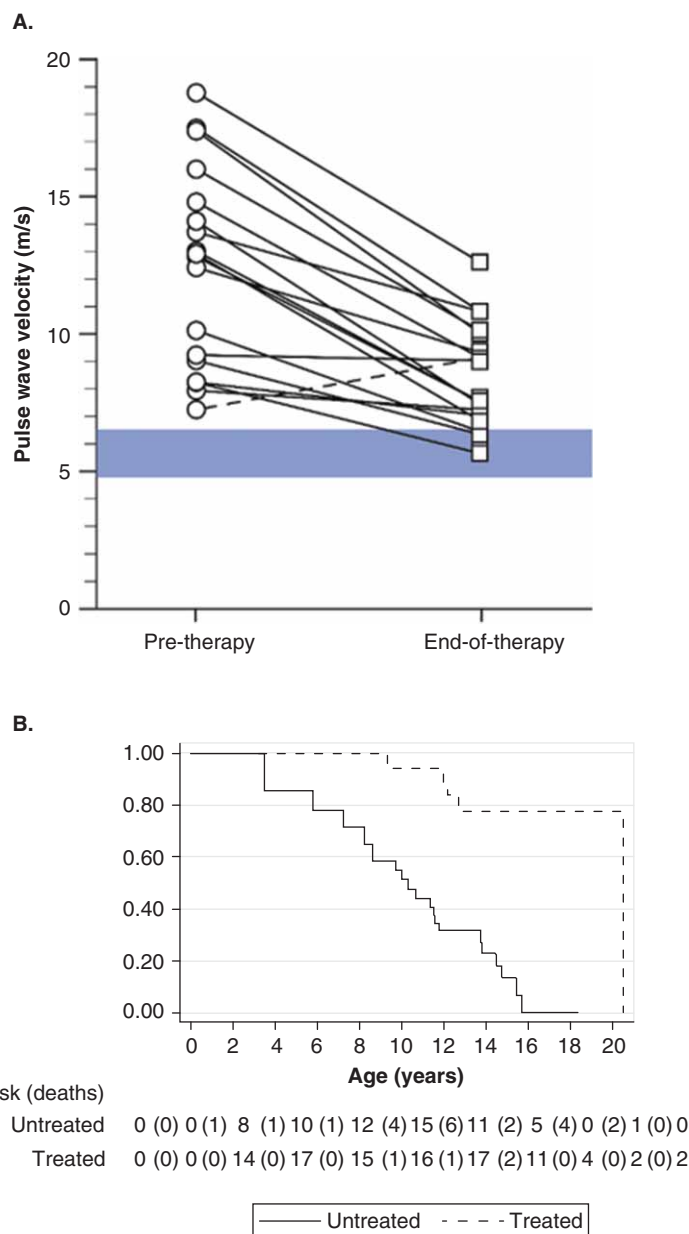 A.
20
15
10
5
0
Pulse wave velocity (m/s)
Pre-therapy End-of-therapy
B.
1.00
0.80
0.60
0.40
0.20
0.00
0 2 4 6 8 10 12 14 16 18 20
Age (years)
sk (deaths)
Untreated 0 (0) 0 (1) 8 (1) 10 (1) 12 (4) 15 (6) 11 (2) 5 (4) 0 (2) 1 (0) 0
Treated 0 (0) 0 (0) 14 (0) 17 (0) 15 (1) 16 (1) 17 (2) 11 (0) 4 (0) 2 (0) 2
Untreated Treated